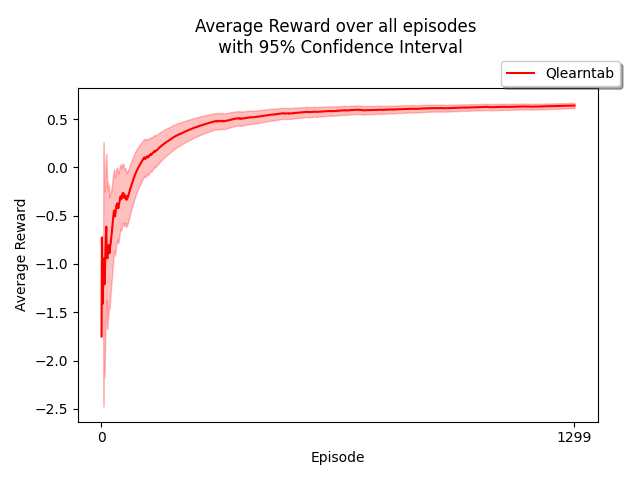 Average Reward over all episodes
with 95% Confidence Interval
Qlearntab
0.5
0.0
−0.5
−1.0
−1.5
−2.0
−2.5
Average Reward
0
1299
Episode